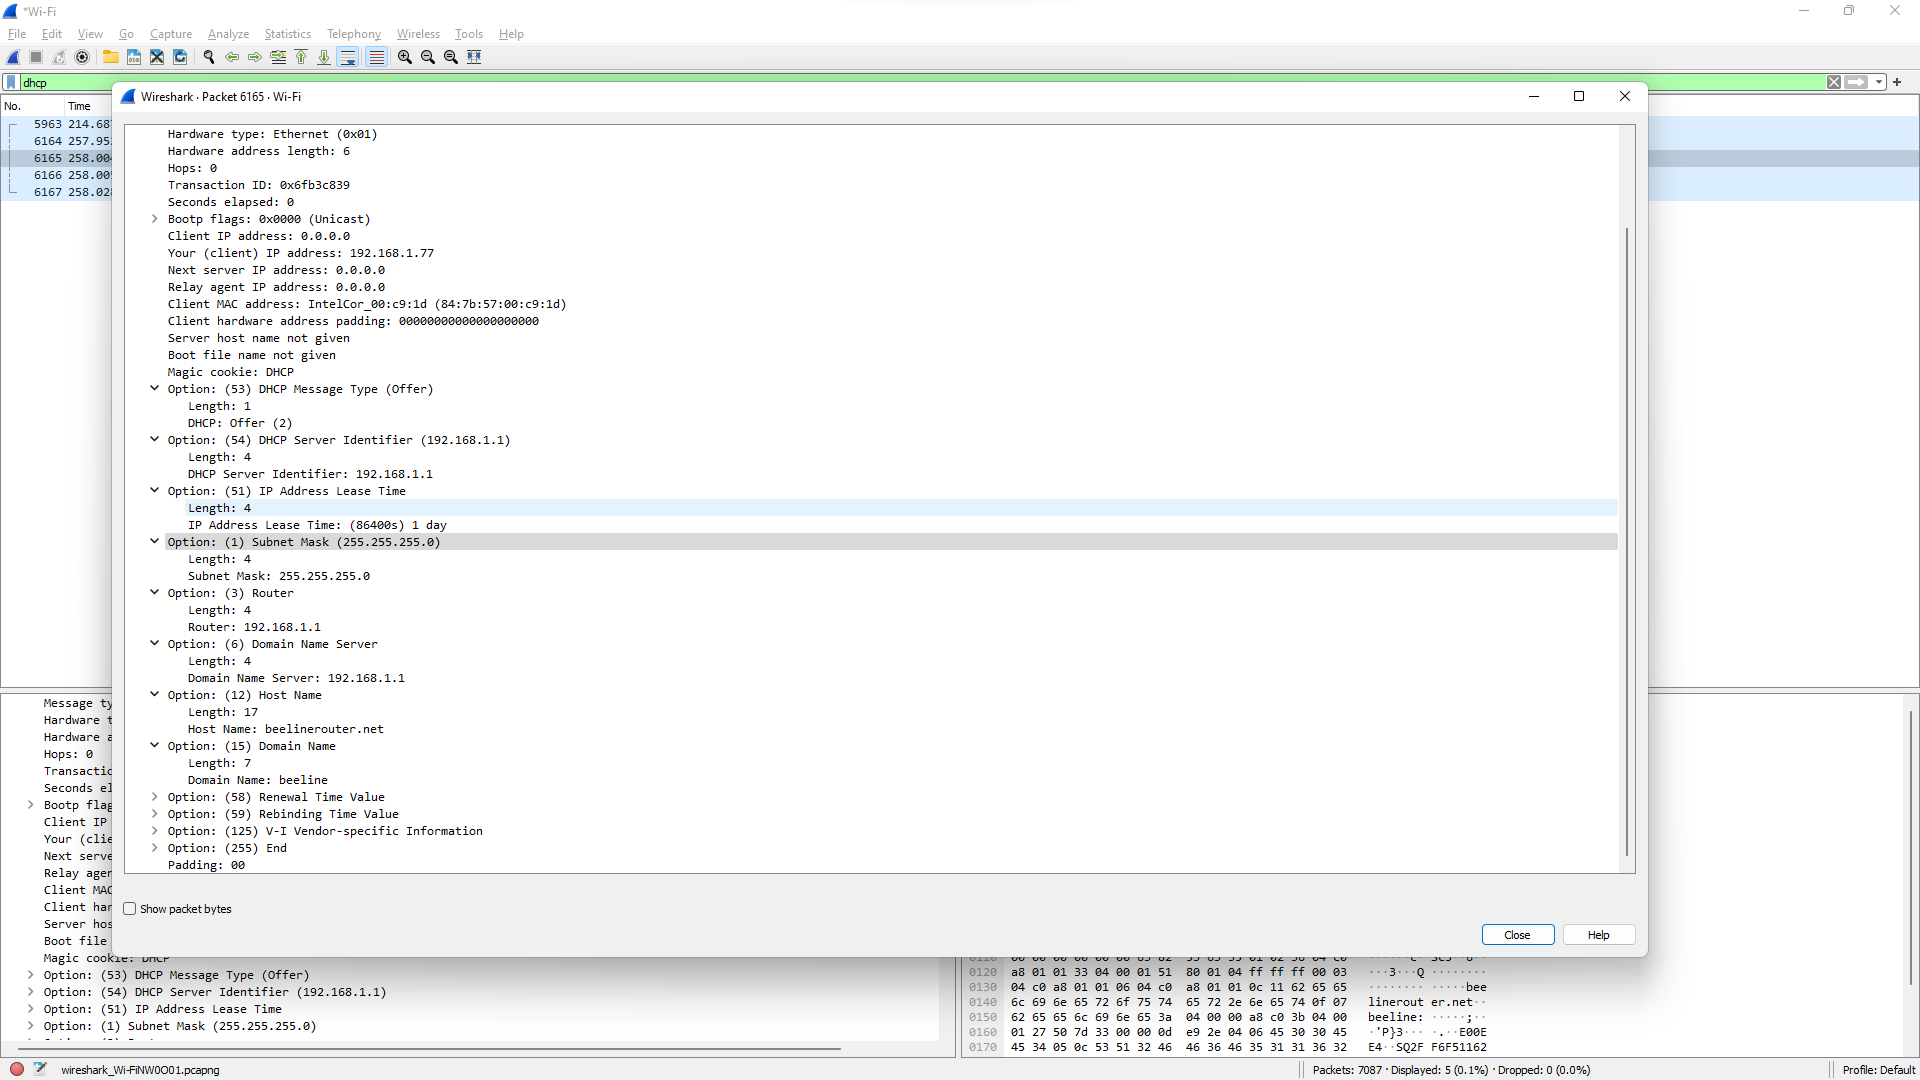 *Wi-Fi
File Edit View Go Capture Analyze Statistics Telephony Wireless Tools Help
dhcp
No. Time
5963 214.68
6164 257.95
6165 258.00
6166 258.00
6167 258.02
Wireshark · Packet 6165 · Wi-Fi
Hardware type: Ethernet (0x01)
Hardware address length: 6
Hops: 0
Transaction ID: 0x6fb3c839
Seconds elapsed: 0
Bootp flags: 0x0000 (Unicast)
Client IP address: 0.0.0.0
Your (client) IP address: 192.168.1.77
Next server IP address: 0.0.0.0
Relay agent IP address: 0.0.0.0
Client MAC address: IntelCor_00:c9:1d (84:7b:57:00:c9:1d)
Client hardware address padding: 00000000000000000000
Server host name not given
Boot file name not given
Magic cookie: DHCP
Option: (53) DHCP Message Type (Offer)
Length: 1
DHCP: Offer (2)
Option: (54) DHCP Server Identifier (192.168.1.1)
Length: 4
DHCP Server Identifier: 192.168.1.1
Option: (51) IP Address Lease Time
Length: 4
IP Address Lease Time: (86400s) 1 day
Option: (1) Subnet Mask (255.255.255.0)
Length: 4
Subnet Mask: 255.255.255.0
Option: (3) Router
Length: 4
Router: 192.168.1.1
Option: (6) Domain Name Server
Length: 4
Domain Name Server: 192.168.1.1
Option: (12) Host Name
Length: 17
Host Name: beelinerouter.net
Option: (15) Domain Name
Length: 7
Domain Name: beeline
Option: (58) Renewal Time Value
Option: (59) Rebinding Time Value
Option: (125) V-I Vendor-specific Information
Option: (255) End
Padding: 00
Show packet bytes
Close Help
Message ty
Hardware t
Hardware a
Hops: 0
Transactio
Seconds el
Bootp flag
Client IP
Your (clie
Next serve
Relay agen
Client MAC
Client har
Server hos
Boot file
Magic cookie: DHCP
Option: (53) DHCP Message Type (Offer)
Option: (54) DHCP Server Identifier (192.168.1.1)
Option: (51) IP Address Lease Time
Option: (1) Subnet Mask (255.255.255.0)
0120 a8 01 01 33 04 00 01 51 80 01 04 ff ff ff 00 03 ···3···Q ········
0130 04 c0 a8 01 01 06 04 c0 a8 01 01 0c 11 62 65 65 ········ ·····bee
0140 6c 69 6e 65 72 6f 75 74 65 72 2e 6e 65 74 0f 07 linerout er.net··
0150 62 65 65 6c 69 6e 65 3a 04 00 00 a8 c0 3b 04 00 beeline: ·····;··
0160 01 27 50 7d 33 00 00 0d e9 2e 04 06 45 30 30 45 ·'P}3··· ·.··E00E
0170 45 34 05 0c 53 51 32 46 46 36 46 35 31 31 36 32 E4··SQ2F F6F51162
wireshark_Wi-FiNW0O01.pcapng
Packets: 7087 · Displayed: 5 (0.1%) · Dropped: 0 (0.0%)
Profile: Default